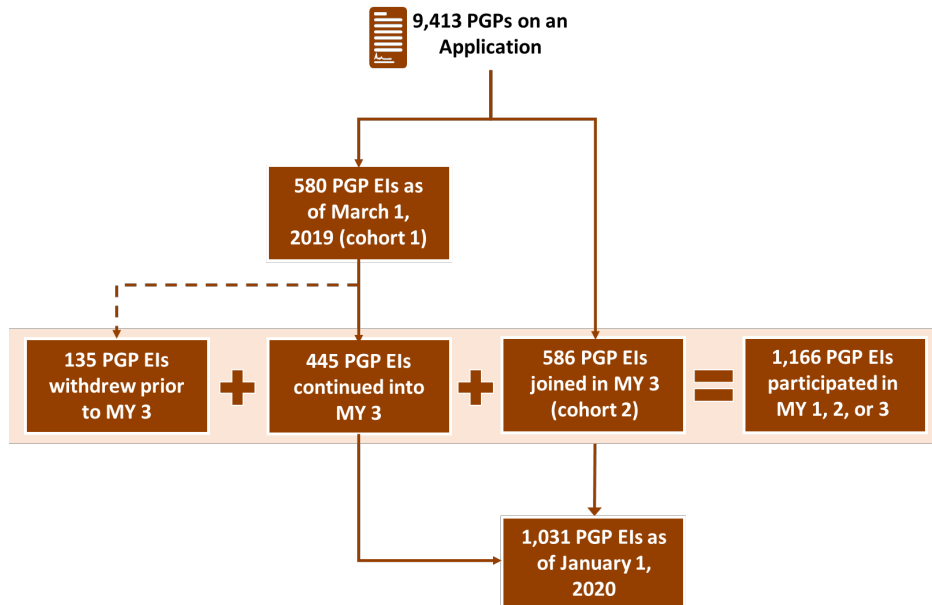 9,413 PGPs on an
Application
580 PGP EIs as
of March 1,
2019 (cohort 1)
135 PGP EIs
withdrew prior
to MY 3
+
445 PGP EIs
continued into
MY 3
+
586 PGP EIs
joined in MY 3
(cohort 2)
=
1,166 PGP EIs
participated in
MY 1, 2, or 3
1,031 PGP EIs as
of January 1,
2020